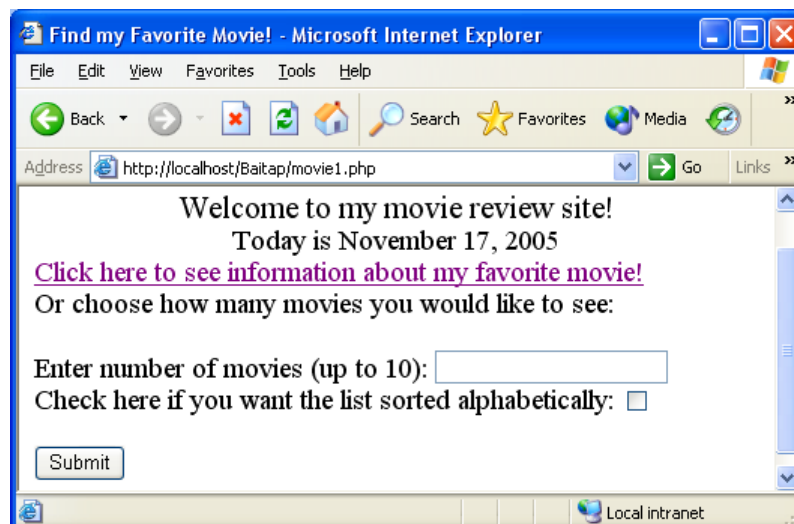 Find my Favorite Movie! - Microsoft Internet Explorer
File Edit View Favorites Tools Help
Back Search Favorites Media »
Address http://localhost/Baitap/movie1.php Go Links »
Welcome to my movie review site!
Today is November 17, 2005
Click here to see information about my favorite movie!
Or choose how many movies you would like to see:
Enter number of movies (up to 10):
Check here if you want the list sorted alphabetically:
Submit
Local intranet